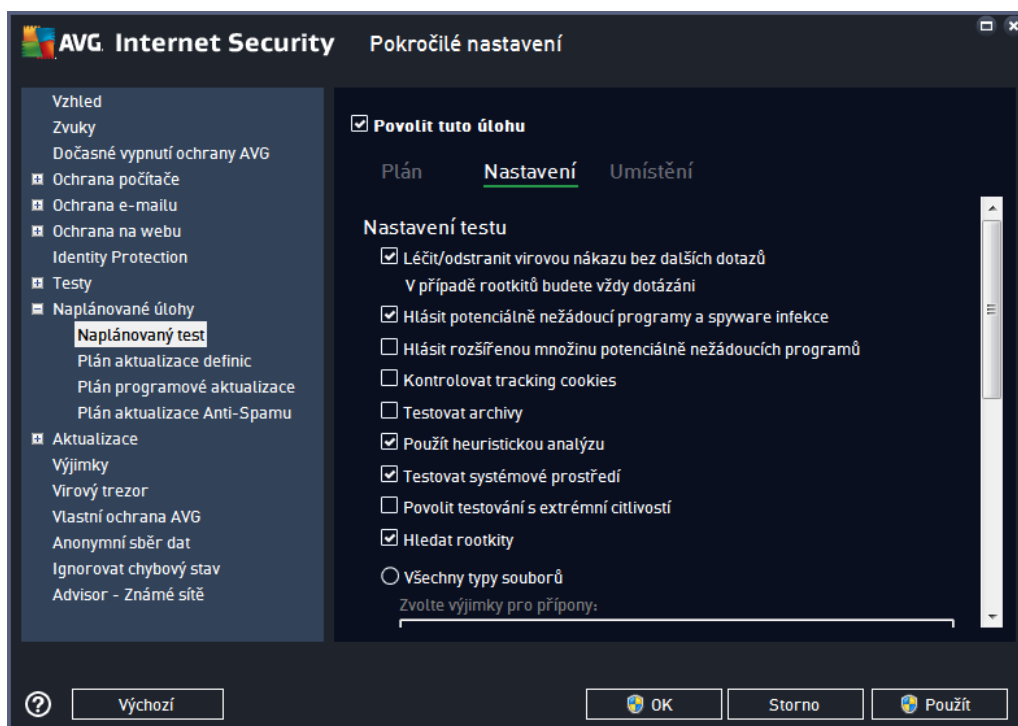 AVG. Internet Security Pokročilé nastavení
Vzhled
Zvuky
Dočasné vypnutí ochrany AVG
Ochrana počítače
Ochrana e-mailu
Ochrana na webu
Identity Protection
Testy
Naplánované úlohy
Naplánovaný test
Plán aktualizace definic
Plán programové aktualizace
Plán aktualizace Anti-Spamu
Aktualizace
Výjimky
Virový trezor
Vlastní ochrana AVG
Anonymní sběr dat
Ignorovat chybový stav
Advisor - Známé sítě
Povolit tuto úlohu
Plán Nastavení Umístění
Nastavení testu
Léčit/odstranit virovou nákazu bez dalších dotazů
V případě rootkitů budete vždy dotázáni
Hlásit potenciálně nežádoucí programy a spyware infekce
Hlásit rozšířenou množinu potenciálně nežádoucích programů
Kontrolovat tracking cookies
Testovat archivy
Použít heuristickou analýzu
Testovat systémové prostředí
Povolit testování s extrémní citlivostí
Hledat rootkity
Všechny typy souborů
Zvolte výjimky pro přípony:
? Výchozí OK Storno Použít